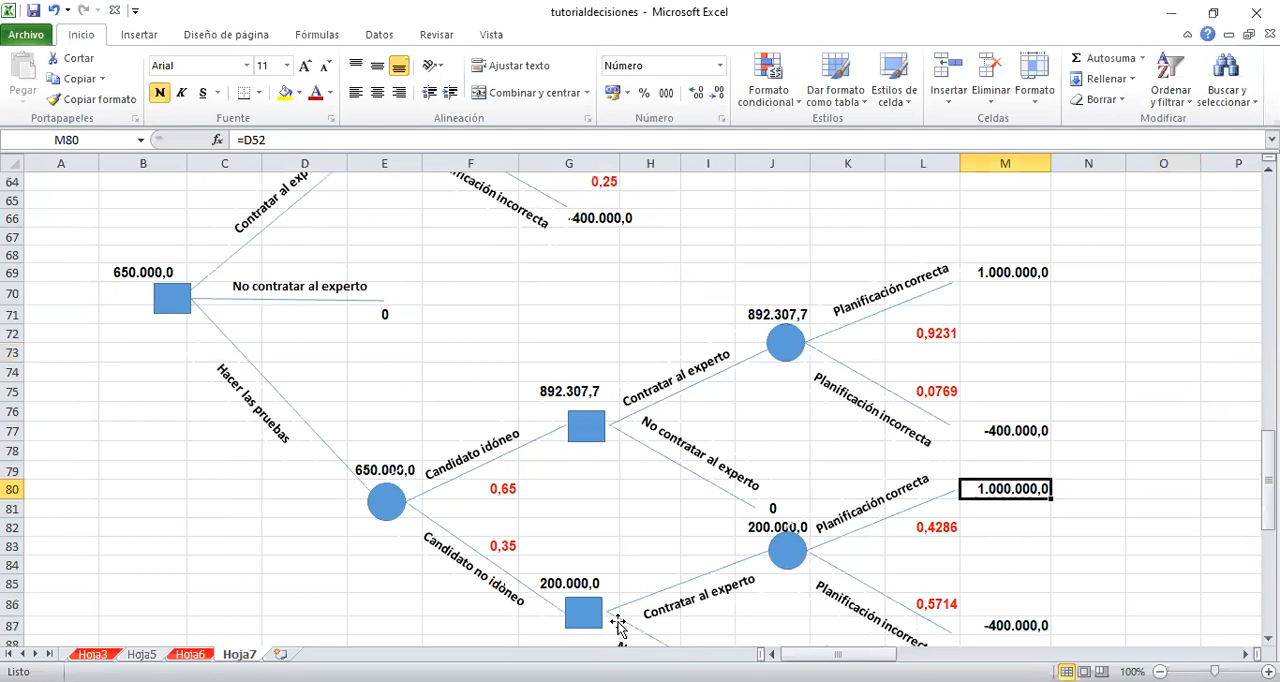 tutorialdecisiones - Microsoft Excel
Archivo Inicio Insertar Diseño de página Fórmulas Datos Revisar Vista
Pegar
Cortar
Copiar
Copiar formato
Portapapeles
Arial 11
N K S
Fuente
Ajustar texto
Combinar y centrar
Alineación
Número
% 000
Número
Formato condicional
Dar formato como tabla
Estilos de celda
Estilos
Insertar Eliminar Formato
Celdas
Autosuma
Rellenar
Borrar
Ordenar y filtrar
Buscar y seleccionar
Modificar
M80 fx =D52
A B C D E F G H I J K L M N O P
64
65
66
67
68
69
70
71
72
73
74
75
76
77
78
79
80
81
82
83
84
85
86
87
88
Contratar al exp
planificación incorrecta
0,25
-400.000,0
650.000,0
No contratar al experto
0
Hacer las pruebas
650.000,0
Candidato idóneo
0,65
Candidato no idòneo
0,35
892.307,7
Contratar al experto
No contratar al experto
0
892.307,7
Planificación correcta
1.000.000,0
0,9231
Planificación incorrecta
0,0769
-400.000,0
200.000,0
Contratar al experto
200.000,0
Planificación correcta
1.000.000,0
0,4286
Planificación incorrect
0,5714
-400.000,0
Hoja3 Hoja5 Hoja6 Hoja7
Listo
100%